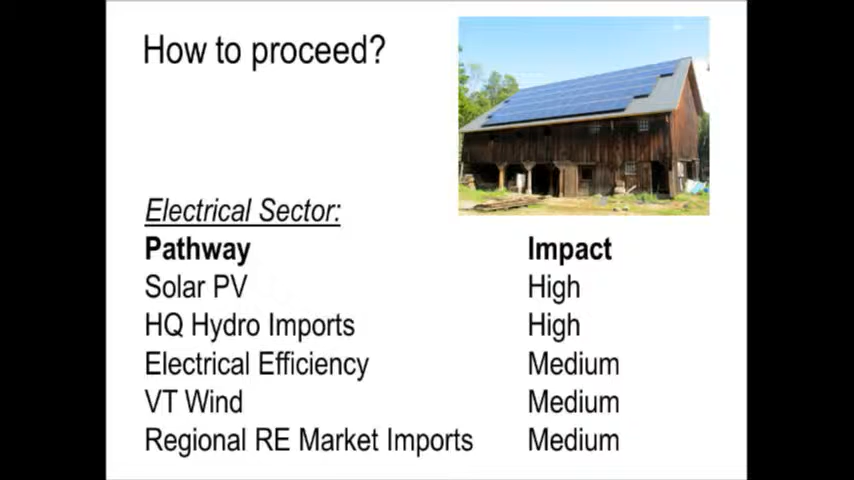 How to proceed?
Electrical Sector:
Pathway Impact
Solar PV High
HQ Hydro Imports High
Electrical Efficiency Medium
VT Wind Medium
Regional RE Market Imports Medium